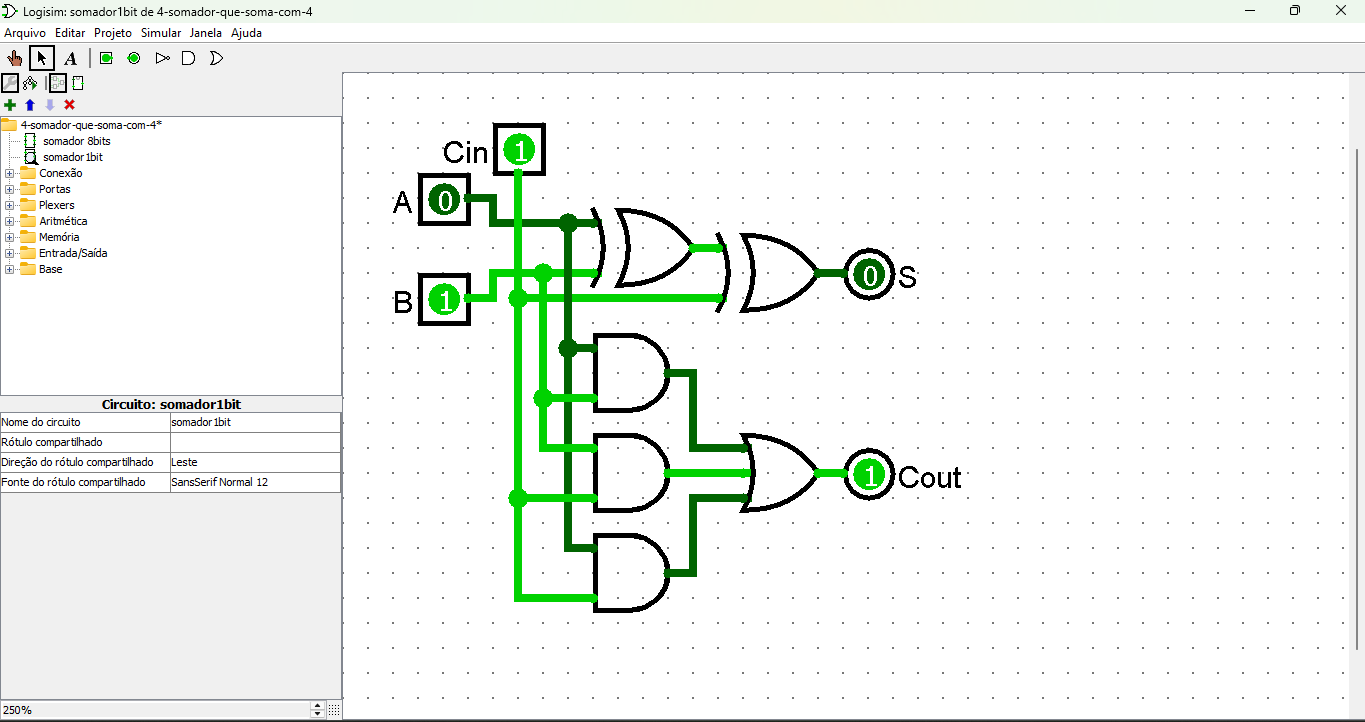 Logisim: somador1bit de 4-somador-que-soma-com-4
Arquivo Editar Projeto Simular Janela Ajuda
A
4-somador-que-soma-com-4*
somador 8bits
somador1bit
Conexão
Portas
Plexers
Aritmética
Memória
Entrada/Saída
Base
Circuito: somador1bit
Nome do circuito somador1bit
Rótulo compartilhado
Direção do rótulo compartilhado Leste
Fonte do rótulo compartilhado SansSerif Normal 12
250%
Cin 1
A 0
B 1
0 S
1 Cout